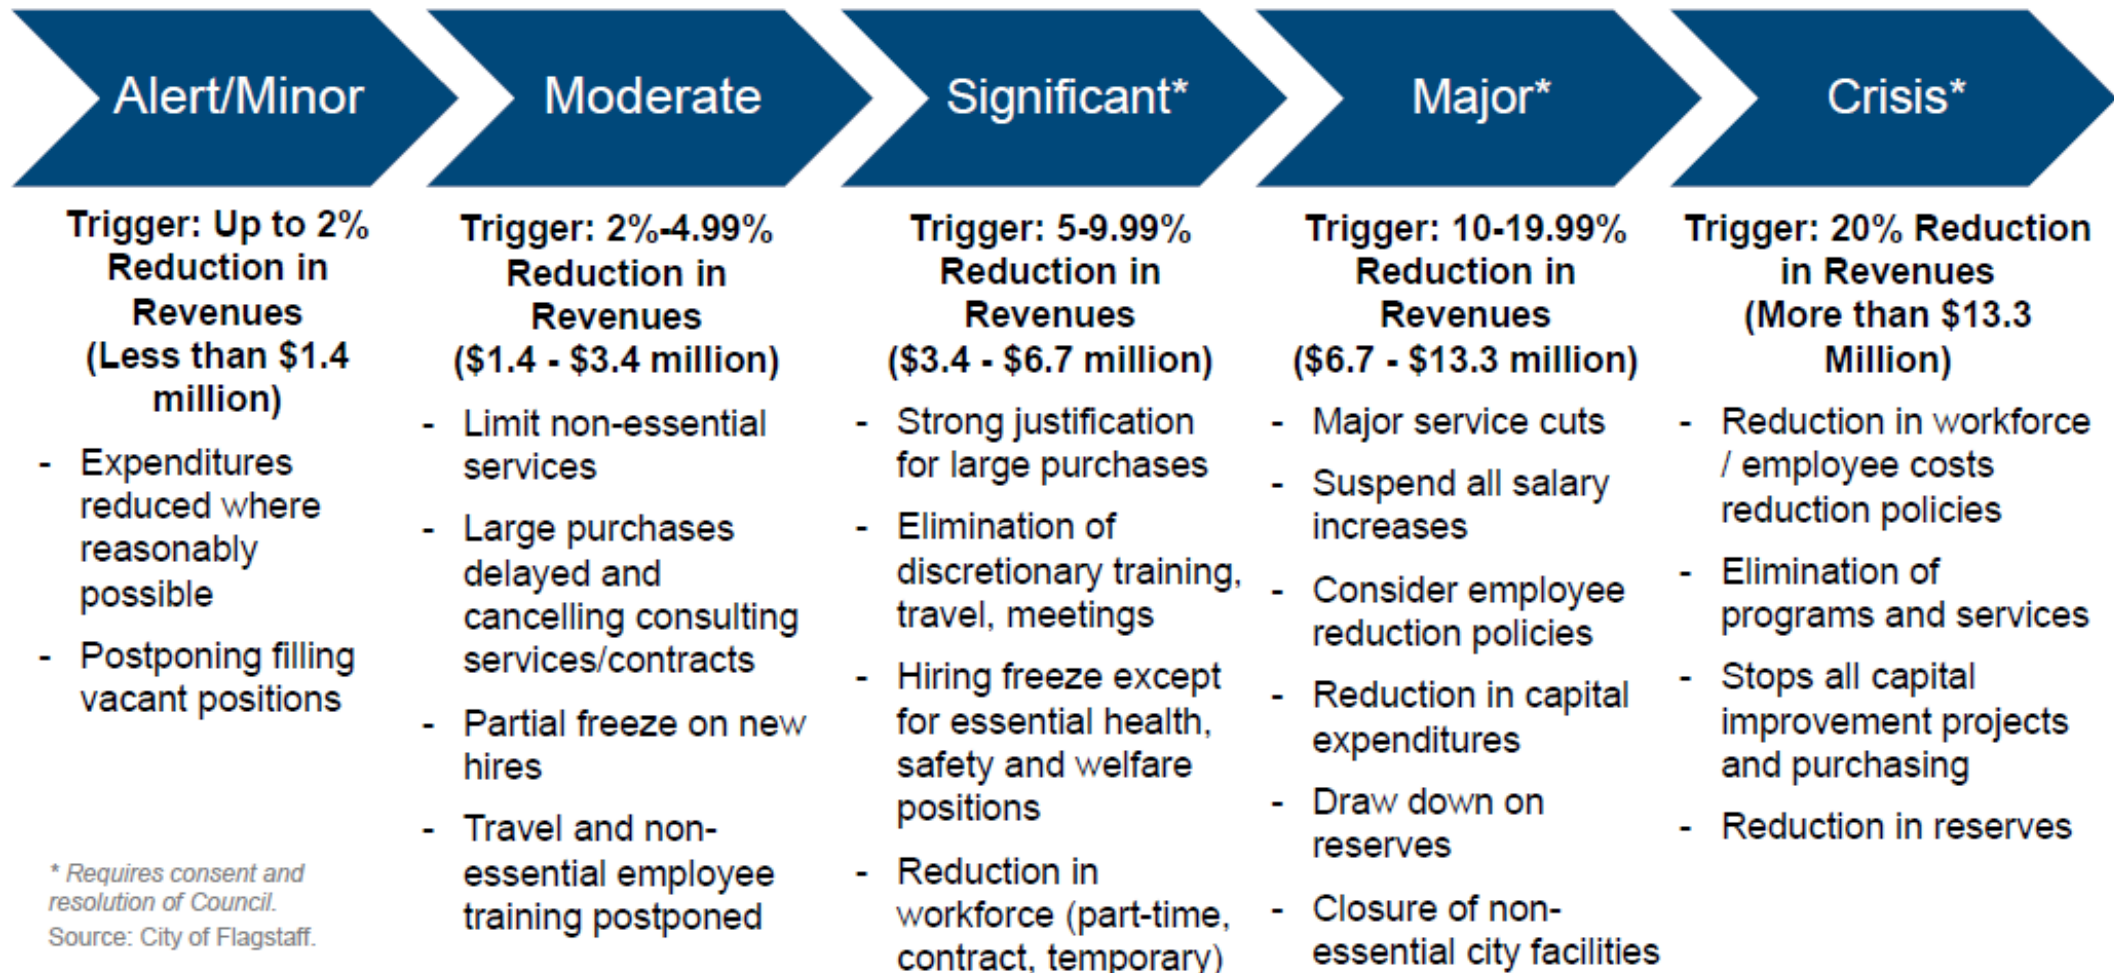 Alert/Minor
Moderate
Significant*
Major*
Crisis*
Trigger: Up to 2%
Reduction in
Revenues
(Less than $1.4
million)
- Expenditures
reduced where
reasonably
possible
- Postponing filling
vacant positions
Trigger: 2%-4.99%
Reduction in
Revenues
($1.4 - $3.4 million)
- Limit non-essential
services
- Large purchases
delayed and
cancelling consulting
services/contracts
- Partial freeze on new
hires
- Travel and non-
essential employee
training postponed
Trigger: 5-9.99%
Reduction in
Revenues
($3.4 - $6.7 million)
- Strong justification
for large purchases
- Elimination of
discretionary training,
travel, meetings
- Hiring freeze except
for essential health,
safety and welfare
positions
- Reduction in
workforce (part-time,
contract, temporary)
Trigger: 10-19.99%
Reduction in
Revenues
($6.7 - $13.3 million)
- Major service cuts
- Suspend all salary
increases
- Consider employee
reduction policies
- Reduction in capital
expenditures
- Draw down on
reserves
- Closure of non-
essential city facilities
Trigger: 20% Reduction
in Revenues
(More than $13.3
Million)
- Reduction in workforce
/ employee costs
reduction policies
- Elimination of
programs and services
- Stops all capital
improvement projects
and purchasing
- Reduction in reserves
* Requires consent and
resolution of Council.
Source: City of Flagstaff.